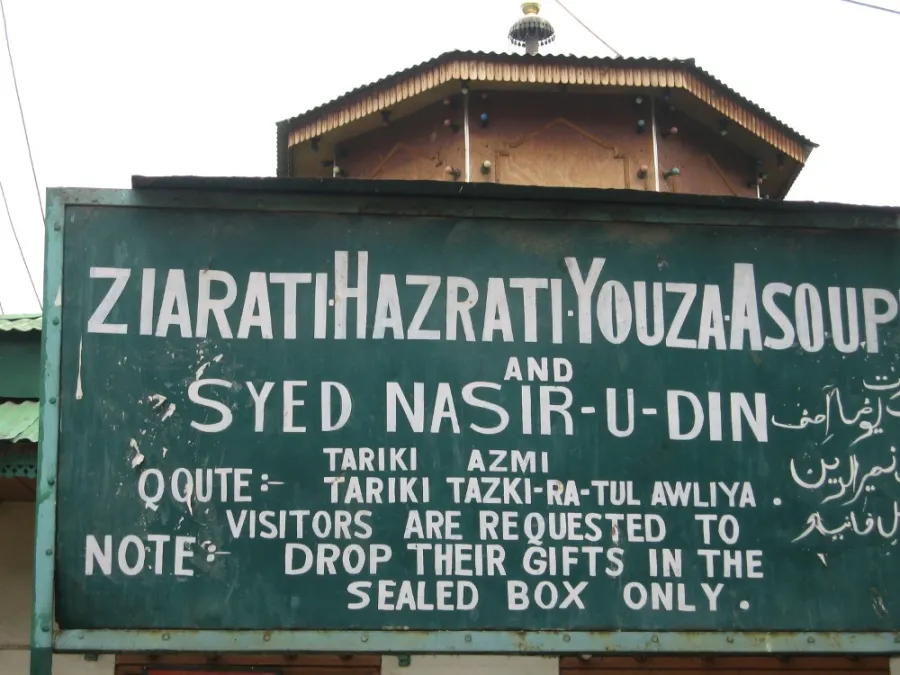 ZIARATI HAZRATI·YOUZA·ASOUP
AND
SYED NASIR-U-DIN
TARIKI AZMI
QOUTE:- TARIKI TAZKI-RA-TUL AWLIYA.
VISITORS ARE REQUESTED TO
NOTE:- DROP THEIR GIFTS IN THE
SEALED BOX ONLY.